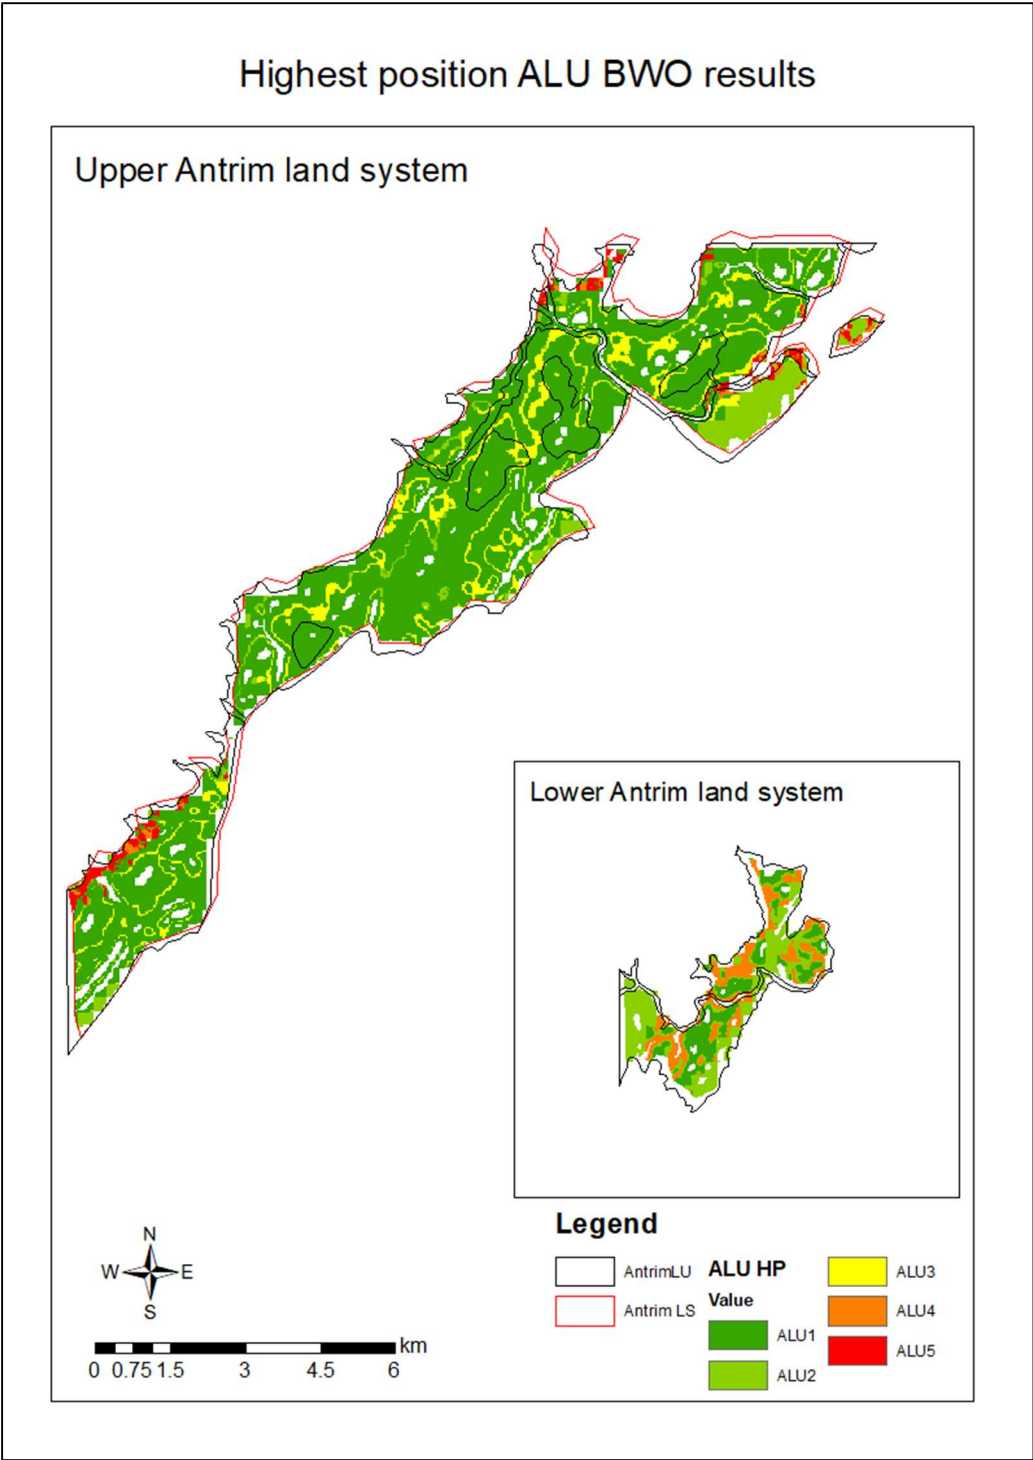 Highest position ALU BWO results
Upper Antrim land system
Lower Antrim land system
Legend
AntrimLU
Antrim LS
ALU HP
Value
ALU1
ALU2
ALU3
ALU4
ALU5
N
W E
S
km
0 0.75 1.5 3 4.5 6